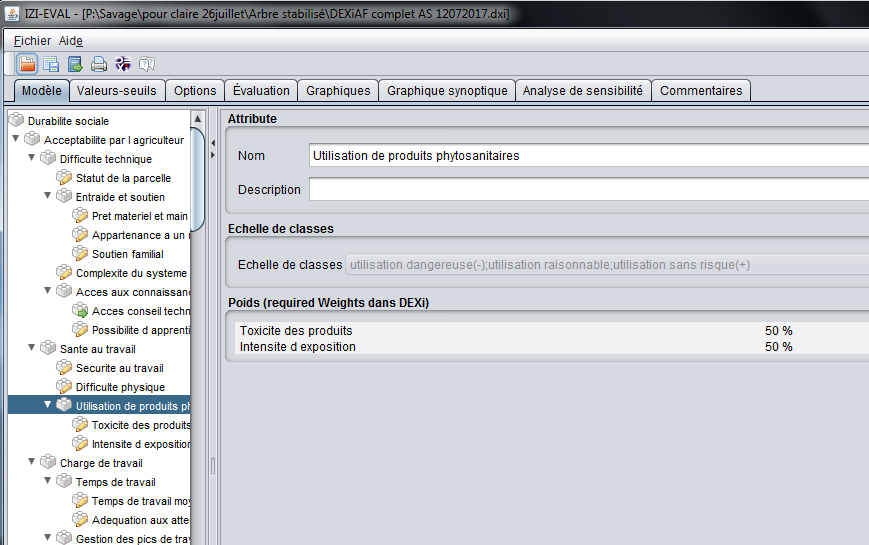 IZI-EVAL - [P:\Savage\pour claire 26juillet\Arbre stabilisé\DEXiAF complet AS 12072017.dxi]
Fichier Aide
Modèle Valeurs-seuils Options Évaluation Graphiques Graphique synoptique Analyse de sensibilité Commentaires
Durabilite sociale
Acceptabilite par l agriculteur
Difficulte technique
Statut de la parcelle
Entraide et soutien
Pret materiel et main
Appartenance a un r
Soutien familial
Complexite du systeme
Acces aux connaissanc
Acces conseil techn
Possibilite d apprenti
Sante au travail
Securite au travail
Difficulte physique
Utilisation de produits ph
Toxicite des produits
Intensite d exposition
Charge de travail
Temps de travail
Temps de travail moy
Adequation aux atte
Gestion des pics de trav
Attribute
Nom Utilisation de produits phytosanitaires
Description
Echelle de classes
Echelle de classes utilisation dangereuse(-);utilisation raisonnable;utilisation sans risque(+)
Poids (required Weights dans DEXi)
Toxicite des produits 50 %
Intensite d exposition 50 %